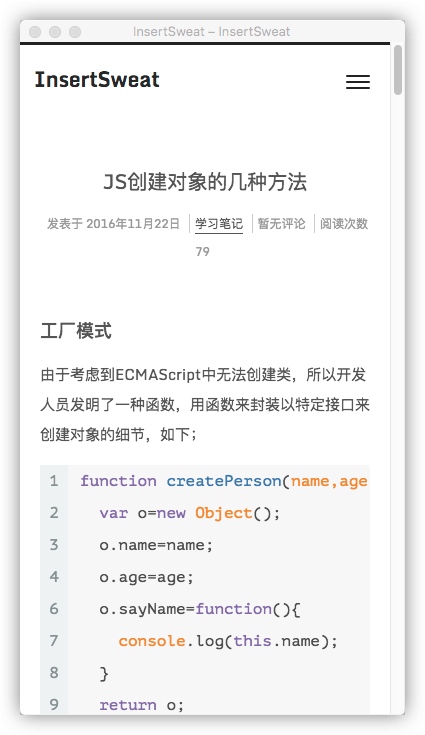 InsertSweat – InsertSweat
InsertSweat
JS创建对象的几种方法
发表于 2016年11月22日 学习笔记 暂无评论 阅读次数
79
工厂模式
由于考虑到ECMAScript中无法创建类，所以开发
人员发明了一种函数，用函数来封装以特定接口来
创建对象的细节，如下；
1 function createPerson(name,age
2 var o=new Object();
3 o.name=name;
4 o.age=age;
6 o.sayName=function(){
7 console.log(this.name);
8 }
9 return o;